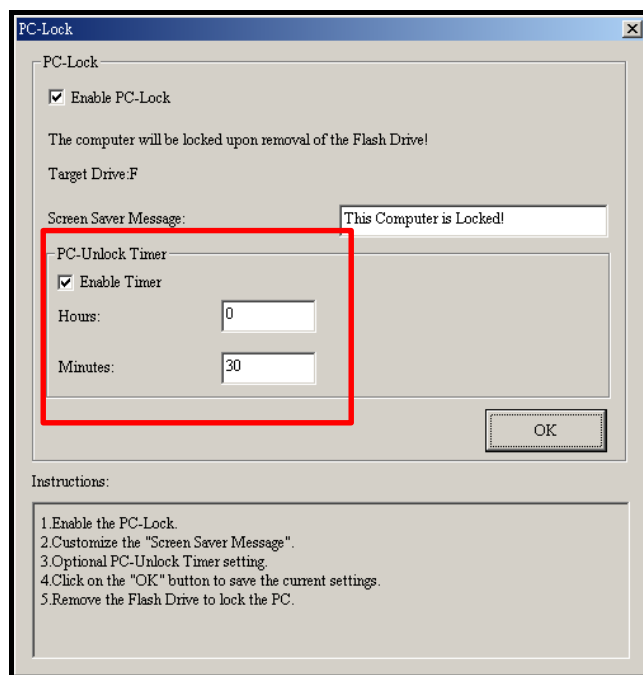 PC-Lock
PC-Lock
Enable PC-Lock
The computer will be locked upon removal of the Flash Drive!
Target Drive:F
Screen Saver Message: This Computer is Locked!
PC-Unlock Timer
Enable Timer
Hours: 0
Minutes: 30
OK
Instructions:
1.Enable the PC-Lock.
2.Customize the "Screen Saver Message".
3.Optional PC-Unlock Timer setting.
4.Click on the "OK" button to save the current settings.
5.Remove the Flash Drive to lock the PC.